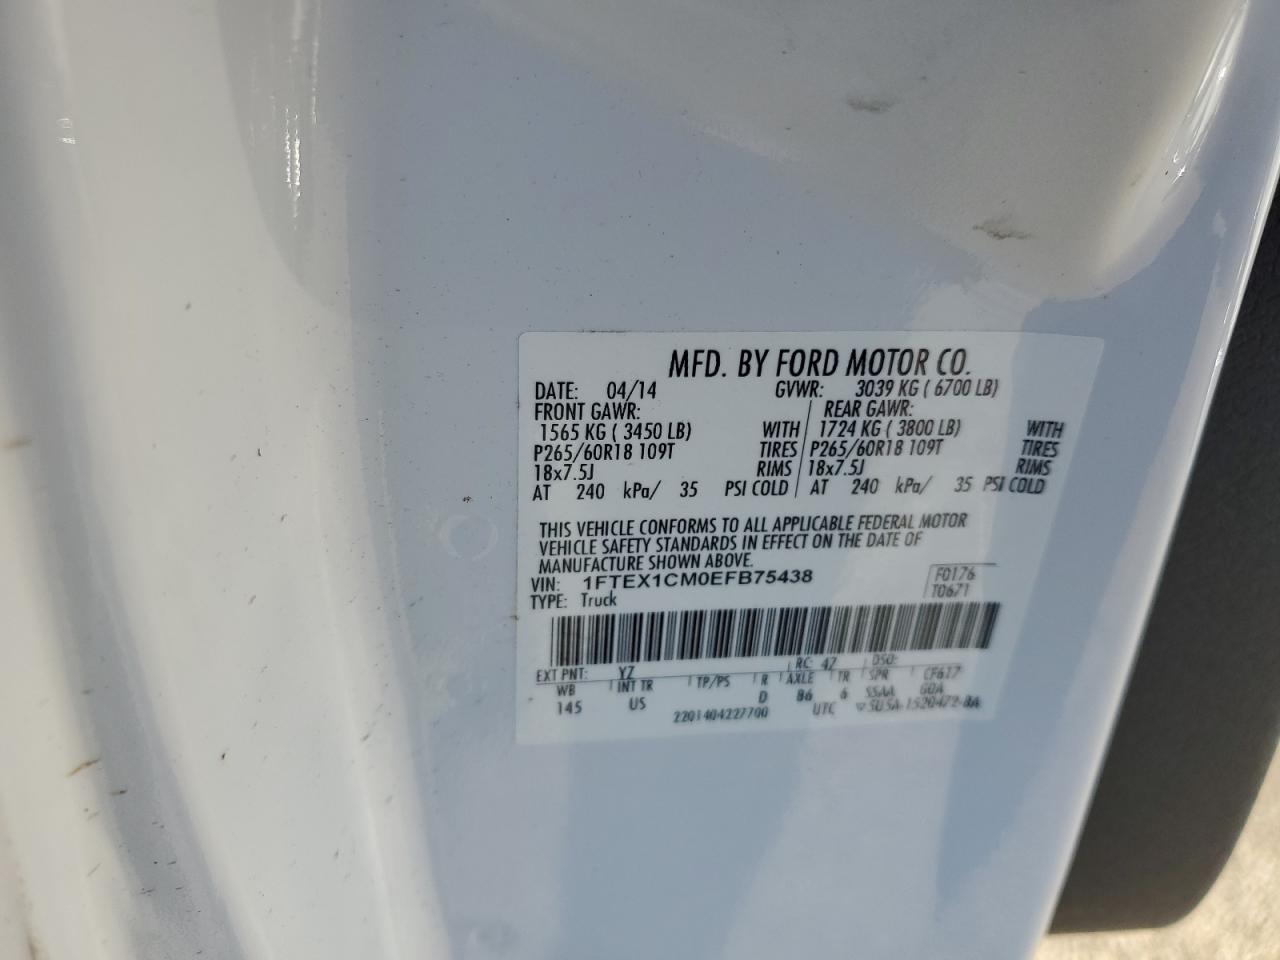 MFD. BY FORD MOTOR CO.
DATE: 04/14 GVWR: 3039 KG ( 6700 LB)
FRONT GAWR: REAR GAWR:
1565 KG ( 3450 LB) WITH 1724 KG ( 3800 LB) WITH
P265/60R18 109T TIRES P265/60R18 109T TIRES
18x7.5J RIMS 18x7.5J RIMS
AT 240 kPa/ 35 PSI COLD AT 240 kPa/ 35 PSI COLD
THIS VEHICLE CONFORMS TO ALL APPLICABLE FEDERAL MOTOR
VEHICLE SAFETY STANDARDS IN EFFECT ON THE DATE OF
MANUFACTURE SHOWN ABOVE.
VIN: 1FTEX1CM0EFB75438 F0176
TYPE: Truck T0671
EXT PNT: YZ RC: 42 DSO:
WB INT TR TP/PS R AXLE TR SPR CF617
145 US D B6 6 SSAA GOA
2201404227700 UTC ▽5U5A-1520472-BA